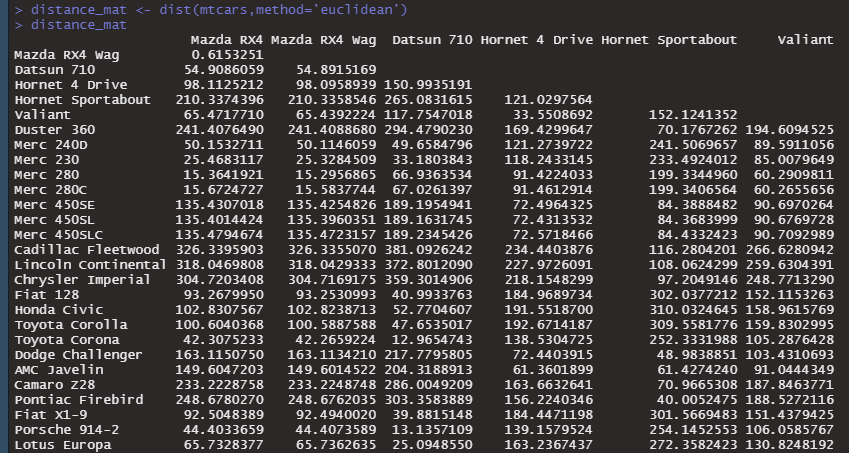 > distance_mat <- dist(mtcars,method='euclidean')
> distance_mat
Mazda RX4 Mazda RX4 Wag Datsun 710 Hornet 4 Drive Hornet Sportabout Valiant
Mazda RX4 Wag 0.6153251
Datsun 710 54.9086059 54.8915169
Hornet 4 Drive 98.1125212 98.0958939 150.9935191
Hornet Sportabout 210.3374396 210.3358546 265.0831615 121.0297564
Valiant 65.4717710 65.4392224 117.7547018 33.5508692 152.1241352
Duster 360 241.4076490 241.4088680 294.4790230 169.4299647 70.1767262 194.6094525
Merc 240D 50.1532711 50.1146059 49.6584796 121.2739722 241.5069657 89.5911056
Merc 230 25.4683117 25.3284509 33.1803843 118.2433145 233.4924012 85.0079649
Merc 280 15.3641921 15.2956865 66.9363534 91.4224033 199.3344960 60.2909811
Merc 280C 15.6724727 15.5837744 67.0261397 91.4612914 199.3406564 60.2655656
Merc 450SE 135.4307018 135.4254826 189.1954941 72.4964325 84.3888482 90.6970264
Merc 450SL 135.4014424 135.3960351 189.1631745 72.4313532 84.3683999 90.6769728
Merc 450SLC 135.4794674 135.4723157 189.2345426 72.5718466 84.4332423 90.7092989
Cadillac Fleetwood 326.3395903 326.3355070 381.0926242 234.4403876 116.2804201 266.6280942
Lincoln Continental 318.0469808 318.0429333 372.8012090 227.9726091 108.0624299 259.6304391
Chrysler Imperial 304.7203408 304.7169175 359.3014906 218.1548299 97.2049146 248.7713290
Fiat 128 93.2679950 93.2530993 40.9933763 184.9689734 302.0377212 152.1153263
Honda Civic 102.8307567 102.8238713 52.7704607 191.5518700 310.0324645 158.9615769
Toyota Corolla 100.6040368 100.5887588 47.6535017 192.6714187 309.5581776 159.8302995
Toyota Corona 42.3075233 42.2659224 12.9654743 138.5304725 252.3331988 105.2876428
Dodge Challenger 163.1150750 163.1134210 217.7795805 72.4403915 48.9838851 103.4310693
AMC Javelin 149.6047203 149.6014522 204.3188913 61.3601899 61.4274240 91.0444349
Camaro Z28 233.2228758 233.2248748 286.0049209 163.6632641 70.9665308 187.8463771
Pontiac Firebird 248.6780270 248.6762035 303.3583889 156.2240346 40.0052475 188.5272116
Fiat X1-9 92.5048389 92.4940020 39.8815148 184.4471198 301.5669483 151.4379425
Porsche 914-2 44.4033659 44.4073589 13.1357109 139.1579524 254.1452553 106.0585767
Lotus Europa 65.7328377 65.7362635 25.0948550 163.2367437 272.3582423 130.8248192